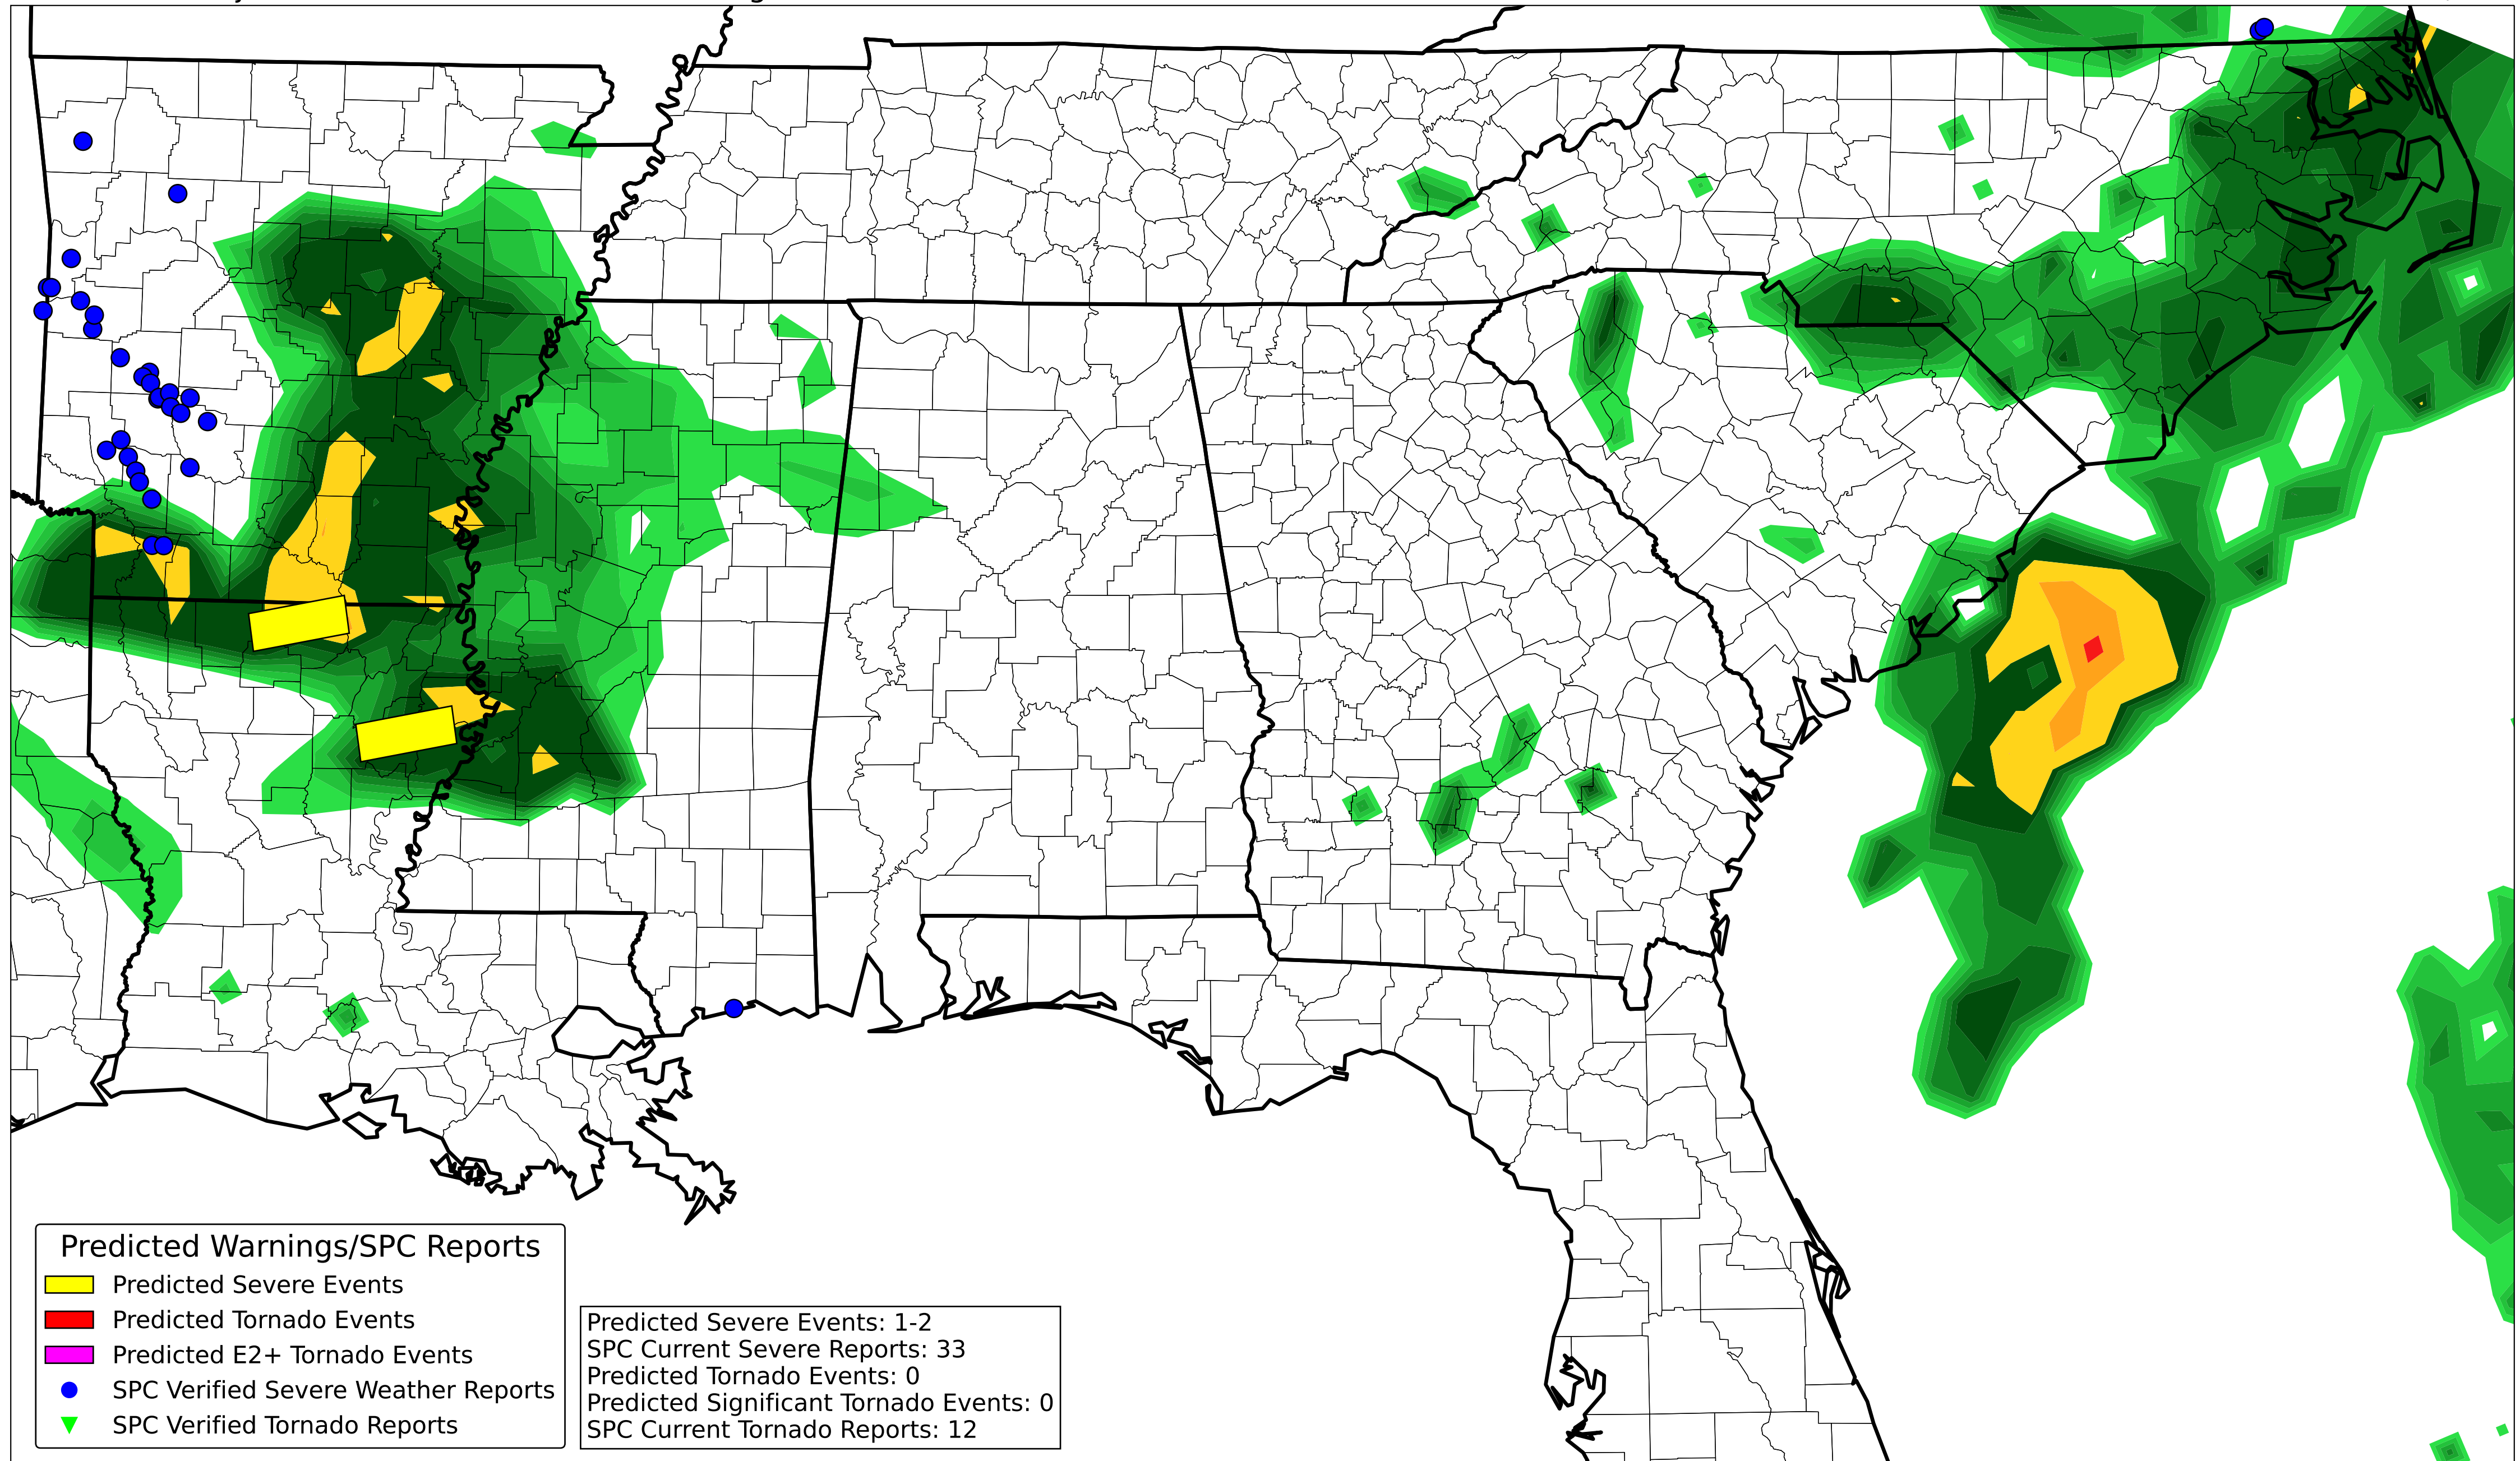 Predicted Warnings/SPC Reports
Predicted Severe Events
Predicted Tornado Events
Predicted E2+ Tornado Events
SPC Verified Severe Weather Reports
SPC Verified Tornado Reports
Predicted Severe Events: 1-2
SPC Current Severe Reports: 33
Predicted Tornado Events: 0
Predicted Significant Tornado Events: 0
SPC Current Tornado Reports: 12